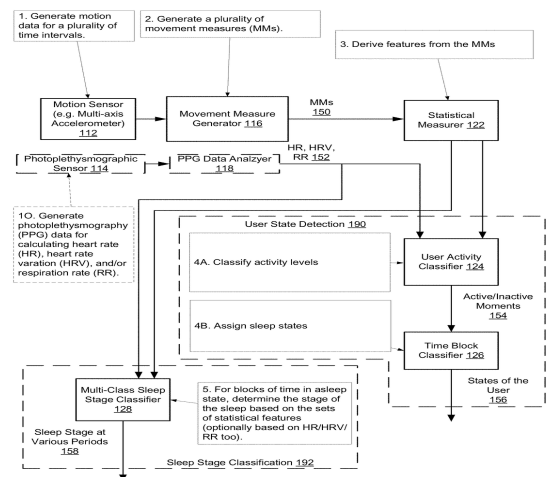 1. Generate motion
data for a plurality of
time intervals.
2. Generate a plurality of
movement measures (MMs).
3. Derive features from the MMs
Motion Sensor
(e.g. Multi-axis
Accelerometer)
112
Movement Measure
Generator 116
MMs
150
Statistical
Measurer 122
Photoplethysmographic
Sensor 114
PPG Data Analyzer
118
HR, HRV,
RR 152
1O. Generate
photoplethysmography
(PPG) data for
calculating heart rate
(HR), heart rate
varation (HRV), and/or
respiration rate (RR).
User State Detection 190
4A. Classify activity levels
User Activity
Classifier 124
Active/Inactive
Moments
154
4B. Assign sleep states
Time Block
Classifier 126
States of the
User
156
Multi-Class Sleep
Stage Classifier
128
5. For blocks of time in asleep
state, determine the stage of
the sleep based on the sets
of statistical features
(optionally based on HR/HRV/
RR too).
Sleep Stage at
Various Periods
158
Sleep Stage Classification 192